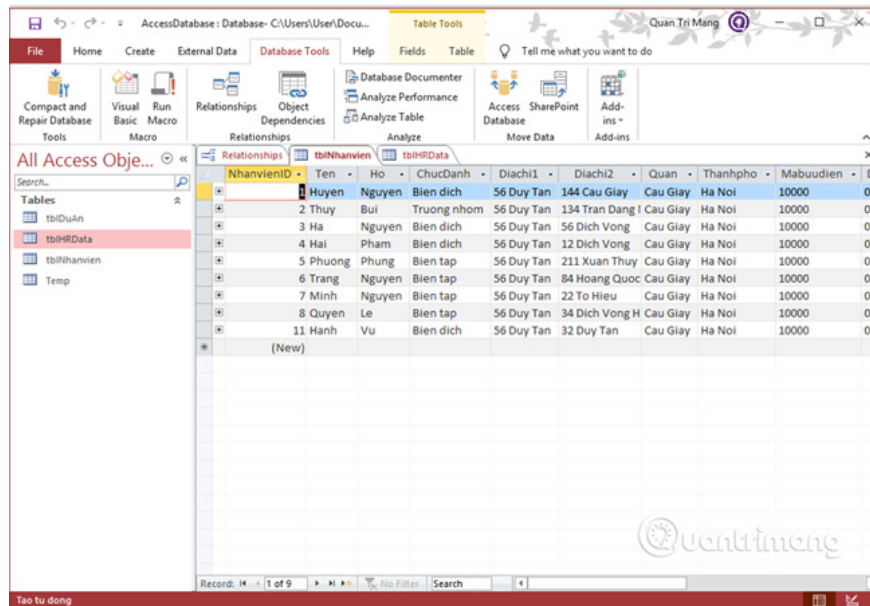 AccessDatabase : Database- C:\Users\User\Docu... Table Tools Quan Tri Mang
File Home Create External Data Database Tools Help Fields Table Tell me what you want to do
Compact and Repair Database
Visual Basic
Run Macro
Relationships
Object Dependencies
Database Documenter
Analyze Performance
Analyze Table
Access Database
SharePoint
Add-ins
Tools Macro Relationships Analyze Move Data Add-ins
All Access Obje...
Search...
Tables
tblDuAn
tblHRData
tblNhanvien
Temp
Relationships tblNhanvien tblHRData
NhanvienID Ten Ho ChucDanh Diachi1 Diachi2 Quan Thanhpho Mabuudien
1 Huyen Nguyen Bien dich 56 Duy Tan 144 Cau Giay Cau Giay Ha Noi 10000 0
2 Thuy Bui Truong nhom 56 Duy Tan 134 Tran Dang Cau Giay Ha Noi 10000 0
3 Ha Nguyen Bien dich 56 Duy Tan 56 Dich Vong Cau Giay Ha Noi 10000 0
4 Hai Pham Bien dich 56 Duy Tan 12 Dich Vong Cau Giay Ha Noi 10000 0
5 Phuong Phung Bien tap 56 Duy Tan 211 Xuan Thuy Cau Giay Ha Noi 10000 0
6 Trang Nguyen Bien tap 56 Duy Tan 84 Hoang Quoc Cau Giay Ha Noi 10000 0
7 Minh Nguyen Bien tap 56 Duy Tan 22 To Hieu Cau Giay Ha Noi 10000 0
8 Quyen Le Bien tap 56 Duy Tan 34 Dich Vong H Cau Giay Ha Noi 10000 0
11 Hanh Vu Bien dich 56 Duy Tan 32 Duy Tan Cau Giay Ha Noi 10000 0
(New)
Quantrimang
Record: 1 of 9 No Filter Search
Tao tu dong